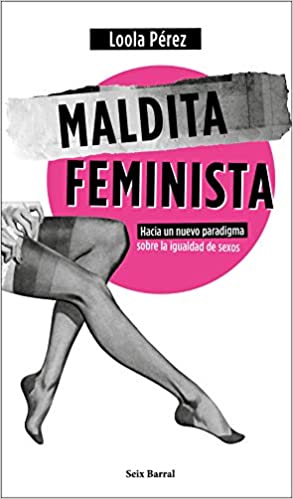 Loola Pérez
MALDITA
FEMINISTA
Hacia un nuevo paradigma
sobre la igualdad de sexos
Seix Barral